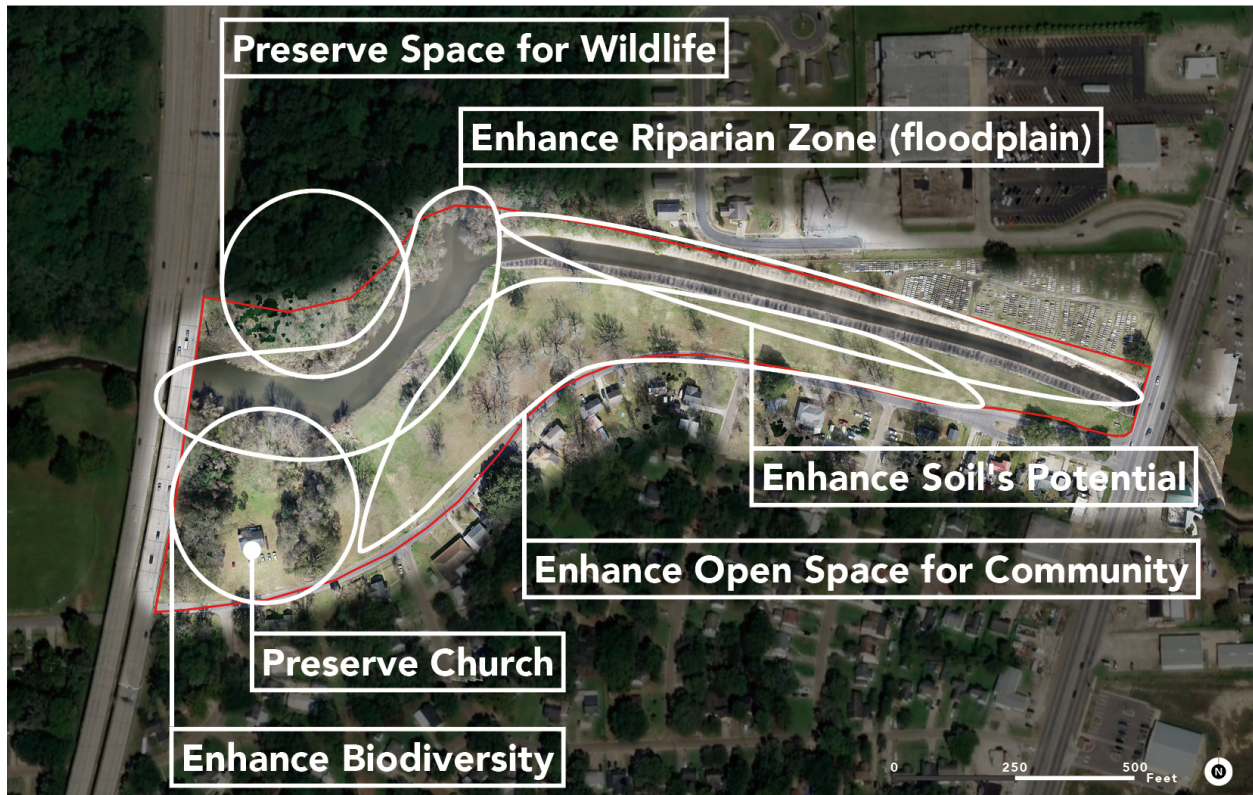 Preserve Space for Wildlife
Enhance Riparian Zone (floodplain)
Enhance Soil's Potential
Enhance Open Space for Community
Preserve Church
Enhance Biodiversity
0 250 500
Feet
N